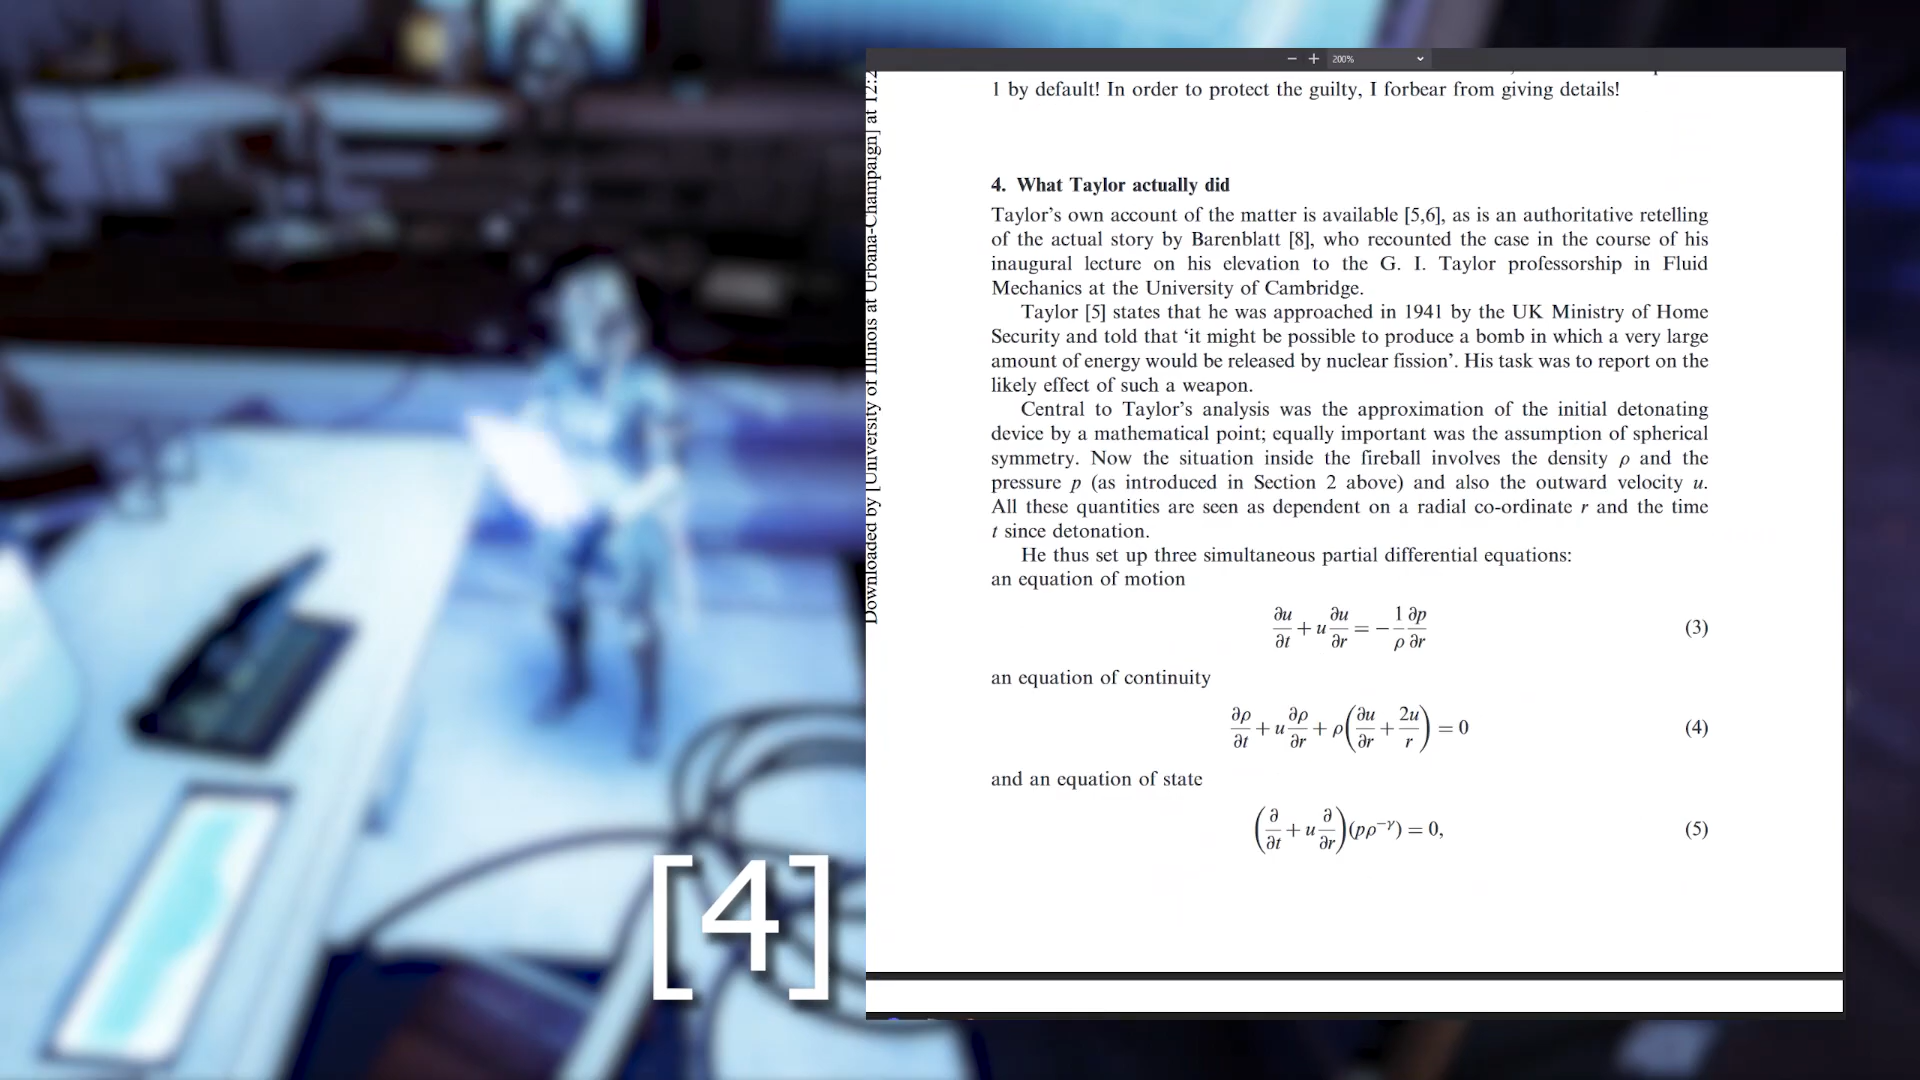 200%
1 by default! In order to protect the guilty, I forbear from giving details!
4. What Taylor actually did
Taylor's own account of the matter is available [5,6], as is an authoritative retelling
of the actual story by Barenblatt [8], who recounted the case in the course of his
inaugural lecture on his elevation to the G. I. Taylor professorship in Fluid
Mechanics at the University of Cambridge.
Taylor [5] states that he was approached in 1941 by the UK Ministry of Home
Security and told that ‘it might be possible to produce a bomb in which a very large
amount of energy would be released by nuclear fission’. His task was to report on the
likely effect of such a weapon.
Central to Taylor's analysis was the approximation of the initial detonating
device by a mathematical point; equally important was the assumption of spherical
symmetry. Now the situation inside the fireball involves the density ρ and the
pressure p (as introduced in Section 2 above) and also the outward velocity u.
All these quantities are seen as dependent on a radial co-ordinate r and the time
t since detonation.
He thus set up three simultaneous partial differential equations:
an equation of motion
∂u/∂t + u ∂u/∂r = − 1/ρ ∂p/∂r (3)
an equation of continuity
∂ρ/∂t + u ∂ρ/∂r + ρ(∂u/∂r + 2u/r) = 0 (4)
and an equation of state
(∂/∂t + u ∂/∂r)(pρ^−γ) = 0, (5)
Downloaded by [University of Illinois at Urbana-Champaign] at 12:2
[4]